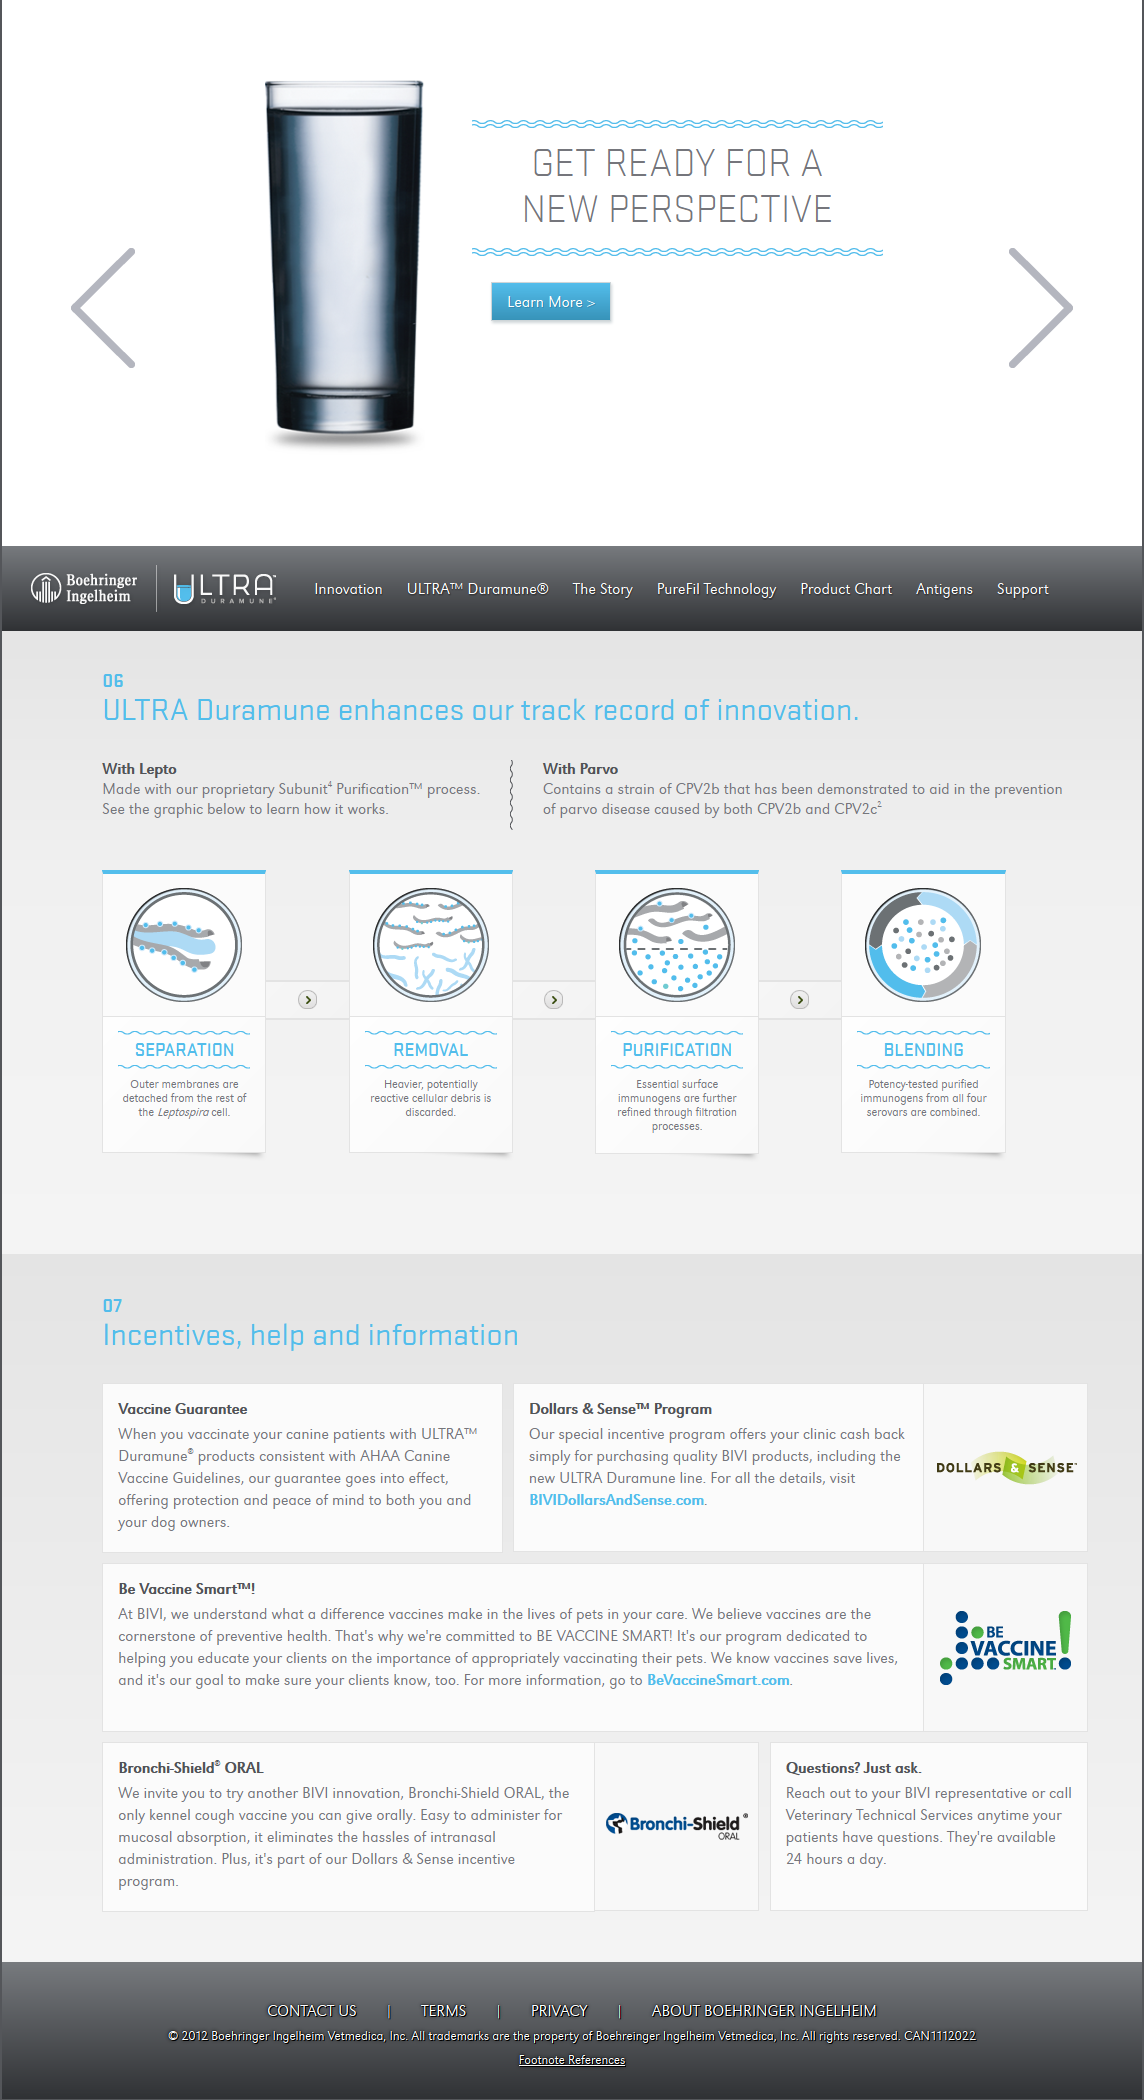 GET READY FOR A
NEW PERSPECTIVE
Learn More >
Boehringer
Ingelheim
ULTRA™
DURAMUNE®
Innovation
ULTRA™ Duramune®
The Story
PureFil Technology
Product Chart
Antigens
Support
06
ULTRA Duramune enhances our track record of innovation.
With Lepto
Made with our proprietary Subunit⁴ Purification™ process.
See the graphic below to learn how it works.
With Parvo
Contains a strain of CPV2b that has been demonstrated to aid in the prevention
of parvo disease caused by both CPV2b and CPV2c²
SEPARATION
Outer membranes are
detached from the rest of
the Leptospira cell.
REMOVAL
Heavier, potentially
reactive cellular debris is
discarded.
PURIFICATION
Essential surface
immunogens are further
refined through filtration
processes.
BLENDING
Potency-tested purified
immunogens from all four
serovars are combined.
07
Incentives, help and information
Vaccine Guarantee
When you vaccinate your canine patients with ULTRA™
Duramune® products consistent with AHAA Canine
Vaccine Guidelines, our guarantee goes into effect,
offering protection and peace of mind to both you and
your dog owners.
Dollars & Sense™ Program
Our special incentive program offers your clinic cash back
simply for purchasing quality BIVI products, including the
new ULTRA Duramune line. For all the details, visit
BIVIDollarsAndSense.com.
DOLLARS & SENSE™
Be Vaccine Smart™!
At BIVI, we understand what a difference vaccines make in the lives of pets in your care. We believe vaccines are the
cornerstone of preventive health. That's why we're committed to BE VACCINE SMART! It's our program dedicated to
helping you educate your clients on the importance of appropriately vaccinating their pets. We know vaccines save lives,
and it's our goal to make sure your clients know, too. For more information, go to BeVaccineSmart.com.
BE
VACCINE
SMART!
Bronchi-Shield® ORAL
We invite you to try another BIVI innovation, Bronchi-Shield ORAL, the
only kennel cough vaccine you can give orally. Easy to administer for
mucosal absorption, it eliminates the hassles of intranasal
administration. Plus, it's part of our Dollars & Sense incentive
program.
Bronchi-Shield®
ORAL
Questions? Just ask.
Reach out to your BIVI representative or call
Veterinary Technical Services anytime your
patients have questions. They're available
24 hours a day.
CONTACT US | TERMS | PRIVACY | ABOUT BOEHRINGER INGELHEIM
© 2012 Boehringer Ingelheim Vetmedica, Inc. All trademarks are the property of Boehreinger Ingelheim Vetmedica, Inc. All rights reserved. CAN1112022
Footnote References